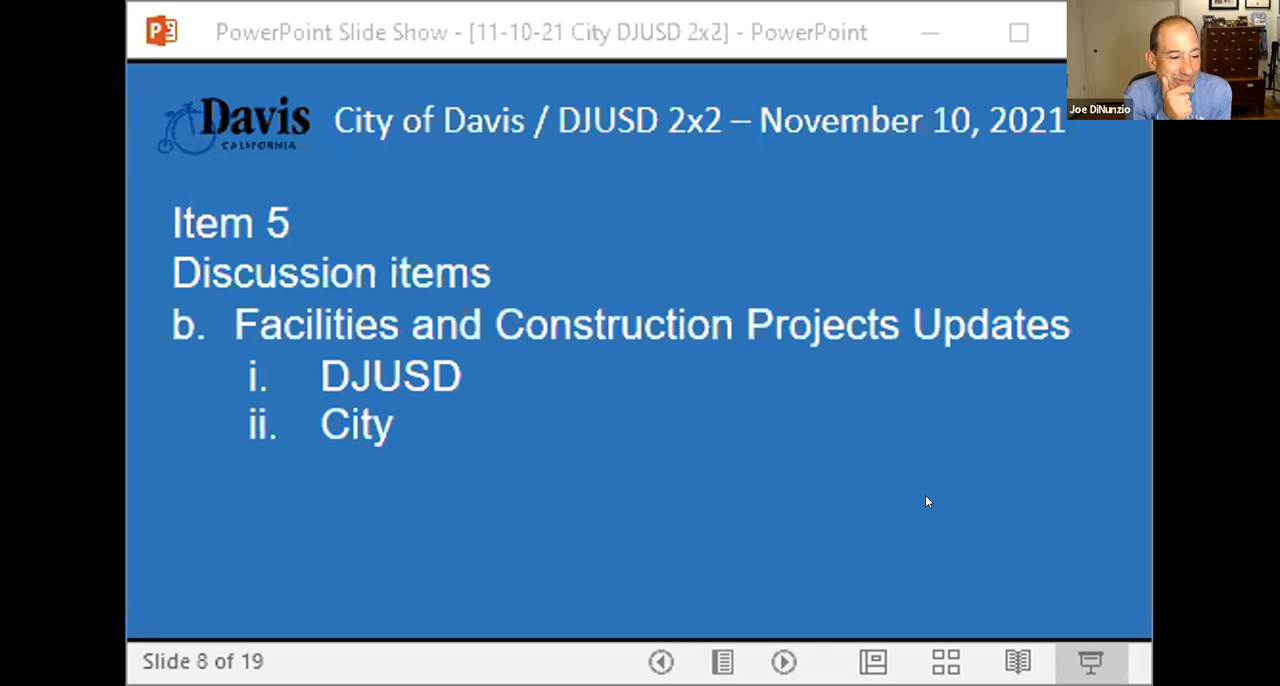 PowerPoint Slide Show - [11-10-21 City DJUSD 2x2] - PowerPoint
Joe DiNunzio
Davis
CALIFORNIA
City of Davis / DJUSD 2x2 – November 10, 2021
Item 5
Discussion items
b. Facilities and Construction Projects Updates
i. DJUSD
ii. City
Slide 8 of 19